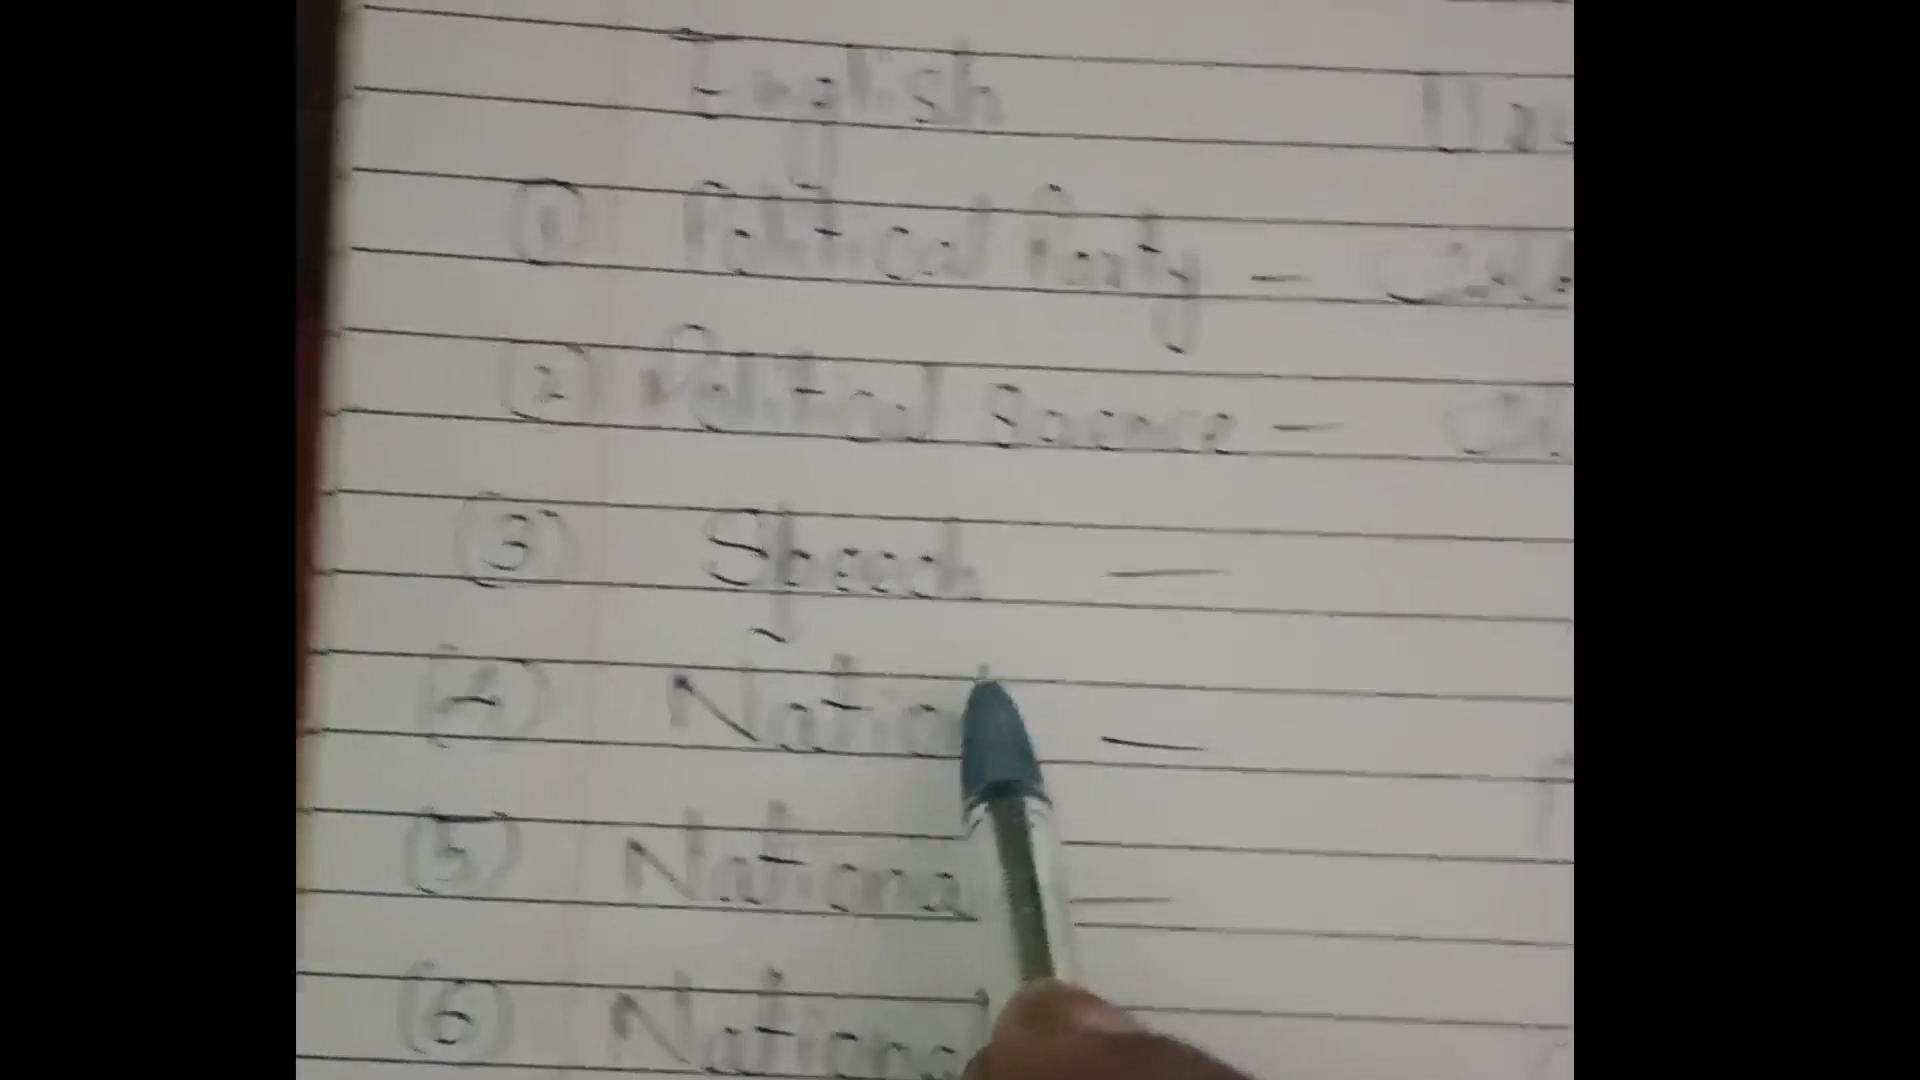 English
① Political Party —
② Political Science —
③ Speech —
④ Natio —
⑤ Nationa —
⑥ Nationa